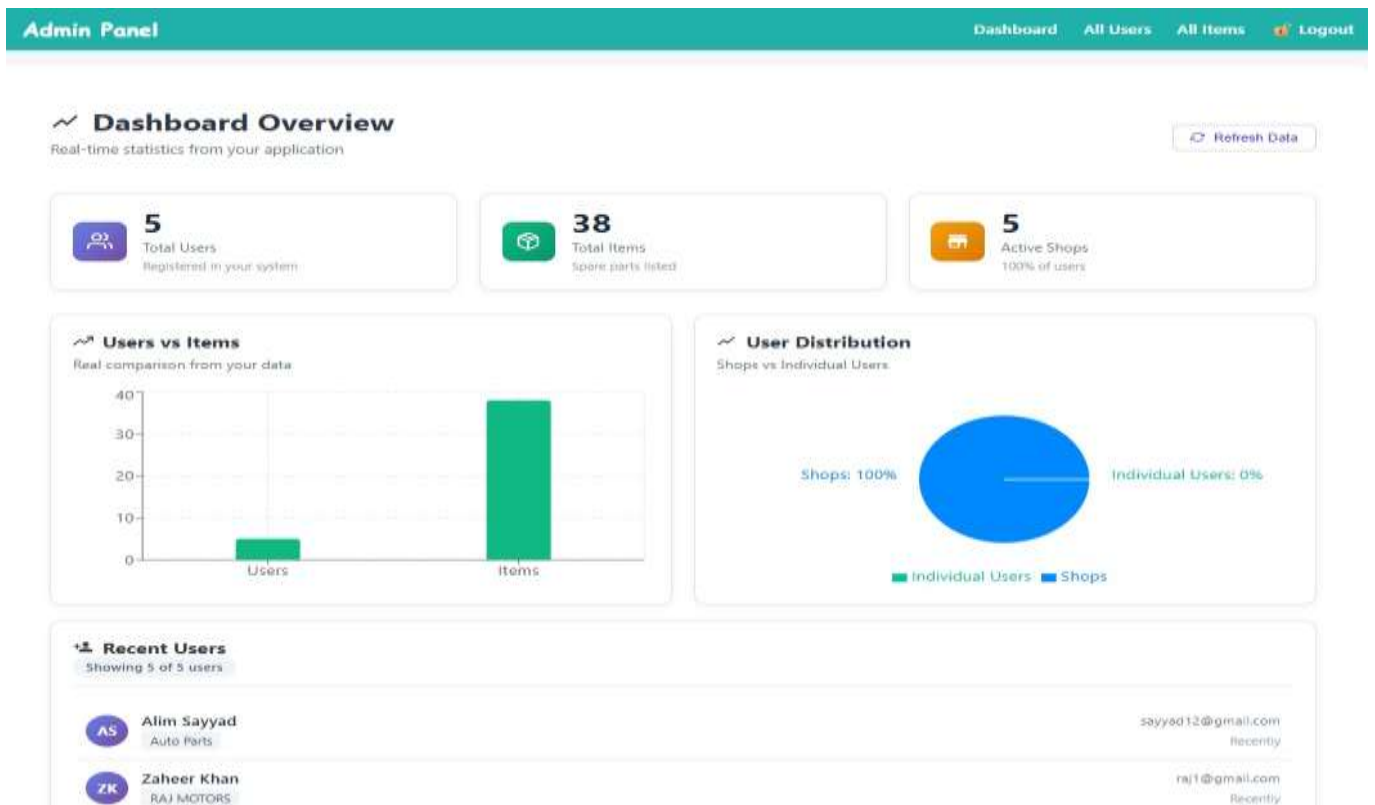 Admin Panel
Dashboard All Users All Items Logout
Dashboard Overview
Real-time statistics from your application
Refresh Data
5
Total Users
Registered in your system
38
Total Items
Spare parts listed
5
Active Shops
100% of users
Users vs Items
Real comparison from your data
40
30
20
10
0
Users Items
User Distribution
Shops vs Individual Users
Shops: 100%
Individual Users: 0%
Individual Users Shops
Recent Users
Showing 5 of 5 users
AS
Alim Sayyad
Auto Parts
sayyad12@gmail.com
Recently
ZK
Zaheer Khan
RAJ MOTORS
raj1@gmail.com
Recently